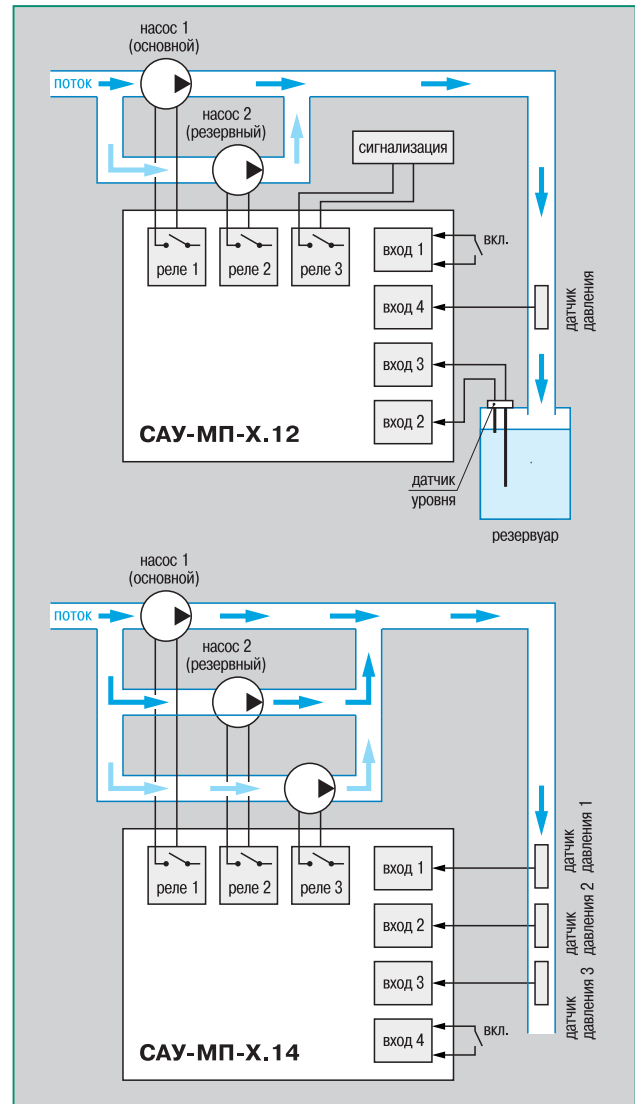 насос 1
(основной)
ПОТОК
насос 2
(резервный)
сигнализация
реле 1
реле 2
реле 3
вход 1
вкл.
вход 4
датчик
давления
вход 3
вход 2
САУ-МП-Х.12
датчик
уровня
резервуар
насос 1
(основной)
ПОТОК
насос 2
(резервный)
реле 1
реле 2
реле 3
вход 1
датчик
давления 1
вход 2
датчик
давления 2
вход 3
датчик
давления 3
вход 4
вкл.
САУ-МП-Х.14